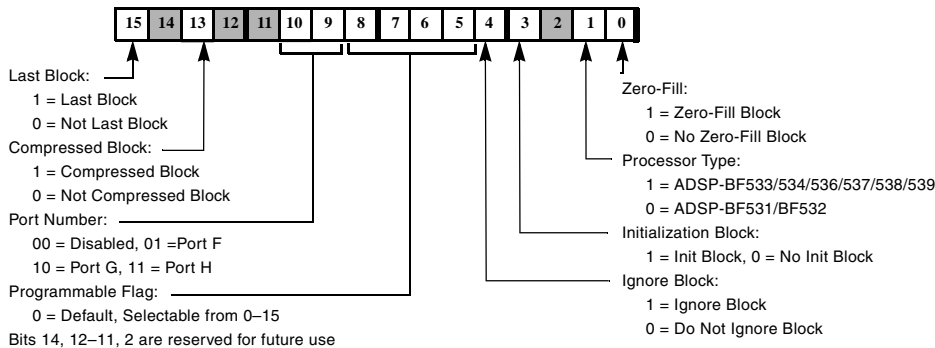 15 14 13 12 11 10 9 8 7 6 5 4 3 2 1 0
Last Block:
1 = Last Block
0 = Not Last Block
Compressed Block:
1 = Compressed Block
0 = Not Compressed Block
Port Number:
00 = Disabled, 01 =Port F
10 = Port G, 11 = Port H
Programmable Flag:
0 = Default, Selectable from 0–15
Bits 14, 12–11, 2 are reserved for future use
Zero-Fill:
1 = Zero-Fill Block
0 = No Zero-Fill Block
Processor Type:
1 = ADSP-BF533/534/536/537/538/539
0 = ADSP-BF531/BF532
Initialization Block:
1 = Init Block, 0 = No Init Block
Ignore Block:
1 = Ignore Block
0 = Do Not Ignore Block